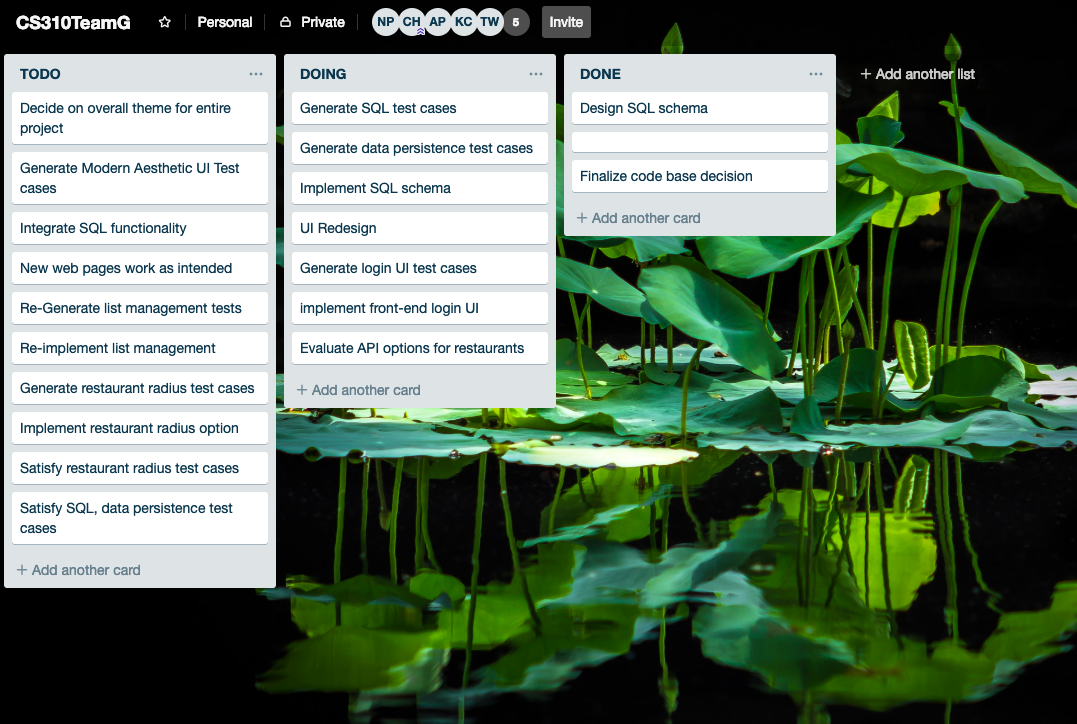 CS310TeamG
Personal
Private
NP CH AP KC TW 5
Invite
TODO
Decide on overall theme for entire
project
Generate Modern Aesthetic UI Test
cases
Integrate SQL functionality
New web pages work as intended
Re-Generate list management tests
Re-implement list management
Generate restaurant radius test cases
Implement restaurant radius option
Satisfy restaurant radius test cases
Satisfy SQL, data persistence test
cases
+ Add another card
DOING
Generate SQL test cases
Generate data persistence test cases
Implement SQL schema
UI Redesign
Generate login UI test cases
implement front-end login UI
Evaluate API options for restaurants
+ Add another card
DONE
Design SQL schema
Finalize code base decision
+ Add another card
+ Add another list